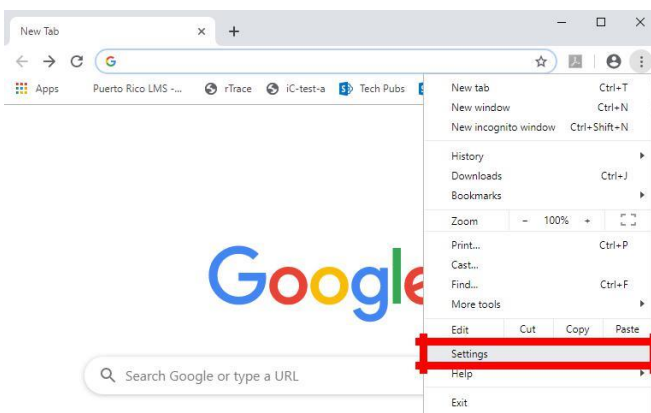 New Tab
G
Apps Puerto Rico LMS -... rTrace iC-test-a Tech Pubs
New tab Ctrl+T
New window Ctrl+N
New incognito window Ctrl+Shift+N
History
Downloads Ctrl+J
Bookmarks
Zoom - 100% +
Print... Ctrl+P
Cast...
Find... Ctrl+F
More tools
Edit Cut Copy Paste
Settings
Help
Exit
Google
Search Google or type a URL